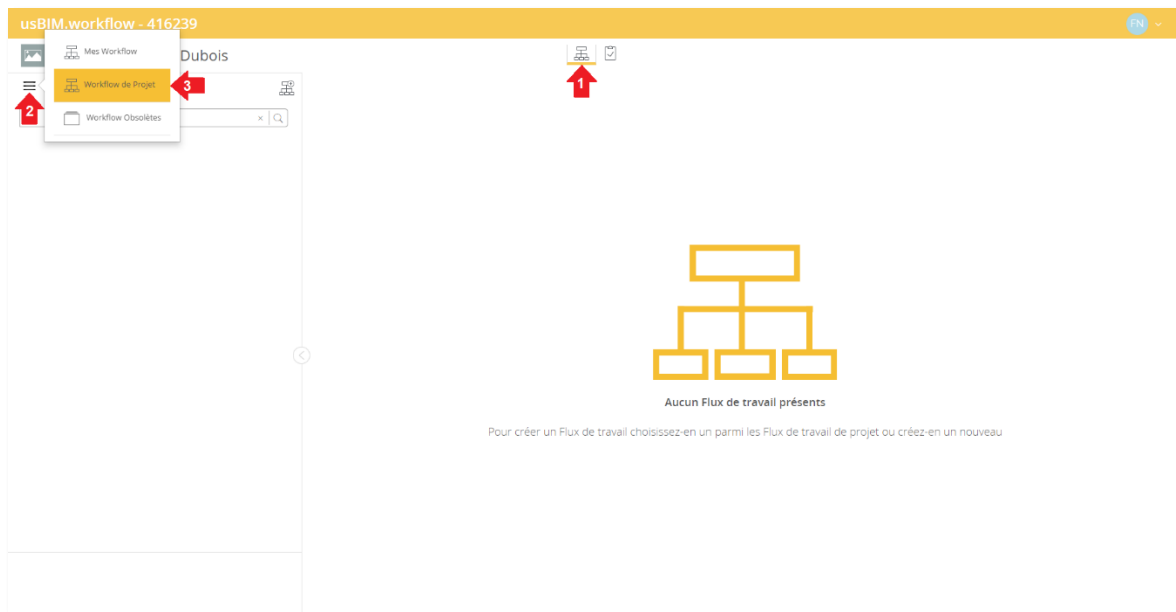 usBIM.workflow - 416239
FN
Mes Workflow
Dubois
Workflow de Projet
3
1
2
Workflow Obsolètes
Aucun Flux de travail présents
Pour créer un Flux de travail choisissez-en un parmi les Flux de travail de projet ou créez-en un nouveau